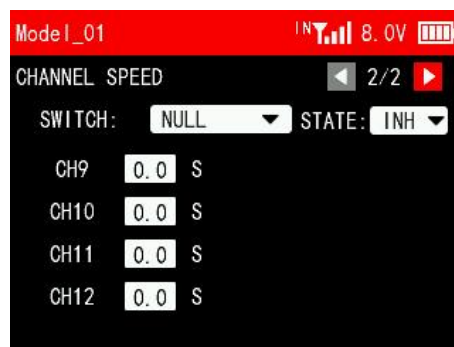 Model_01 IN 8.0V
CHANNEL SPEED 2/2
SWITCH: NULL STATE: INH
CH9 0.0 S
CH10 0.0 S
CH11 0.0 S
CH12 0.0 S